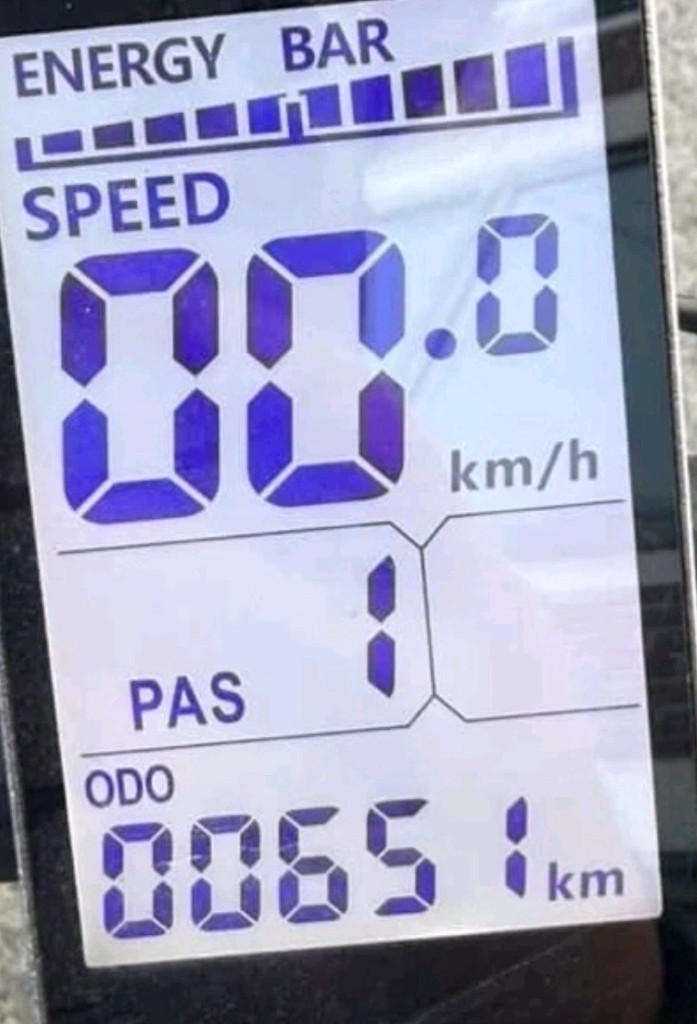 ENERGY BAR
SPEED
00.0
km/h
1
PAS
ODO
00651 km